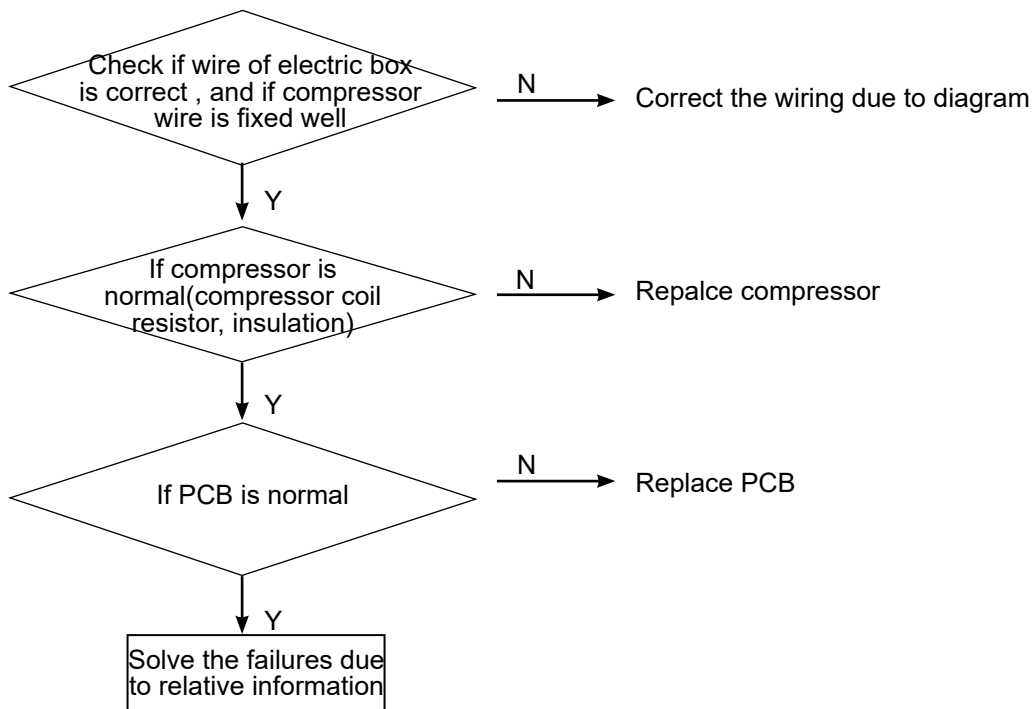 Check if wire of electric box
is correct , and if compressor
wire is fixed well
N
Correct the wiring due to diagram
Y
If compressor is
normal(compressor coil
resistor, insulation)
N
Repalce compressor
Y
If PCB is normal
N
Replace PCB
Y
Solve the failures due
to relative information